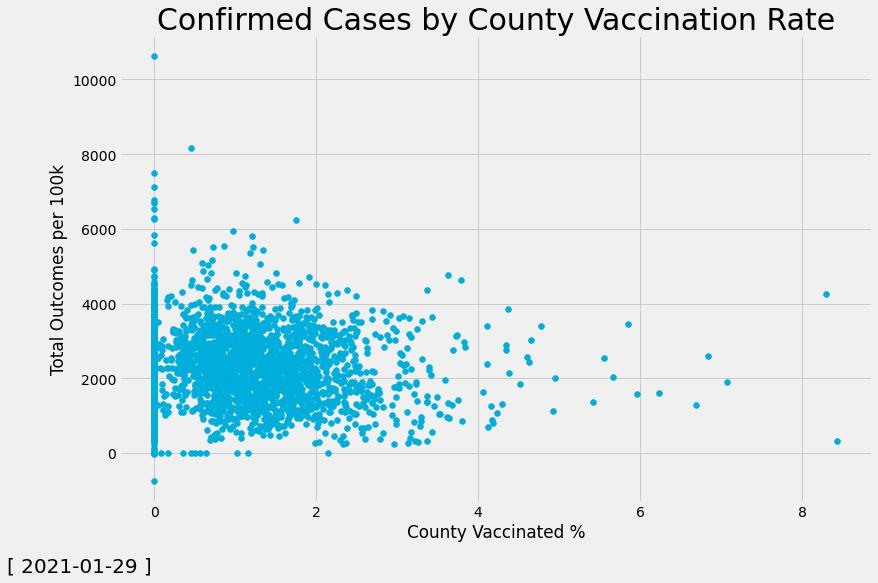 Confirmed Cases by County Vaccination Rate
10000
8000
6000
4000
2000
0
Total Outcomes per 100k
0 2 4 6 8
County Vaccinated %
[ 2021-01-29 ]